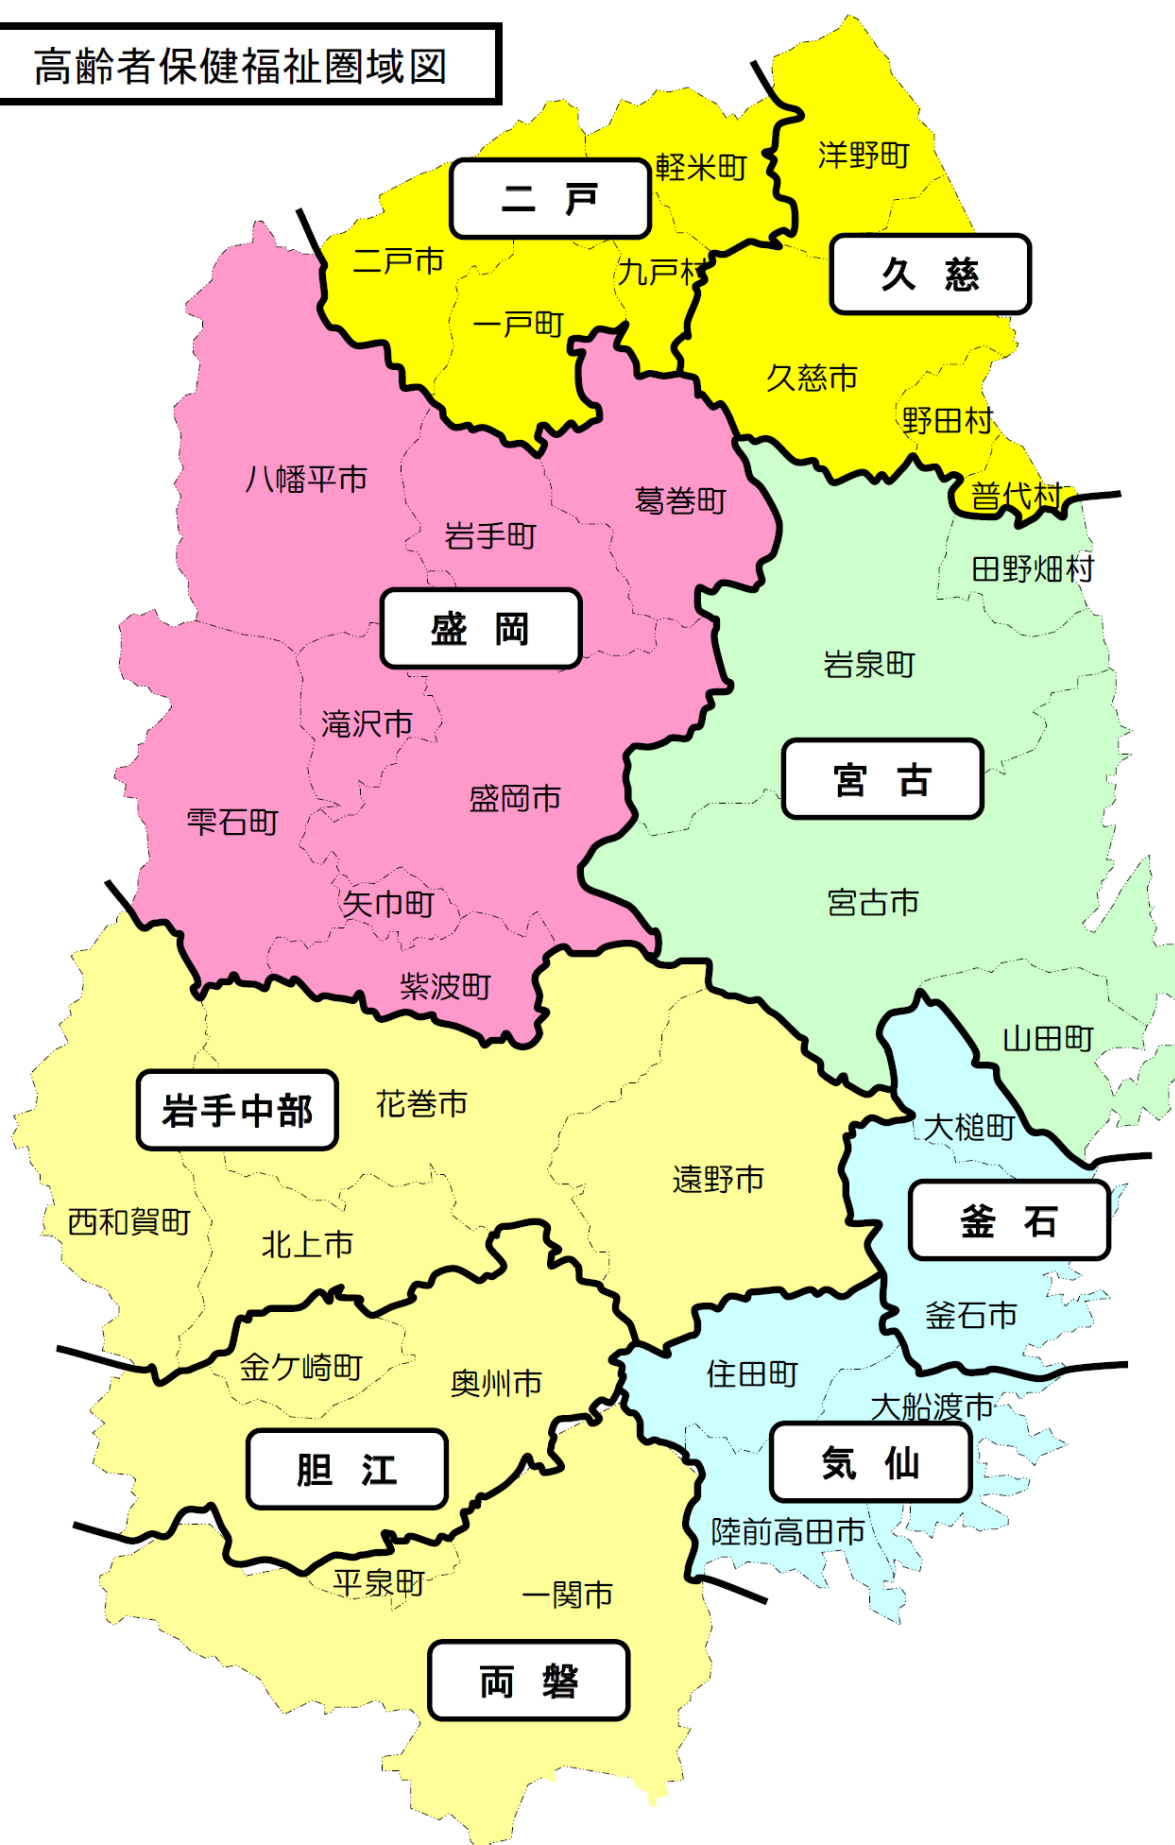 高齢者保健福祉圏域図
洋野町
軽米町
二 戸
二戸市
九戸村
久 慈
一戸町
久慈市
野田村
八幡平市
葛巻町
普代村
岩手町
田野畑村
盛 岡
岩泉町
滝沢市
宮 古
盛岡市
雫石町
矢巾町
宮古市
紫波町
山田町
岩手中部
花巻市
大槌町
遠野市
西和賀町
釜 石
北上市
釜石市
金ケ崎町
住田町
奥州市
大船渡市
胆 江
気 仙
陸前高田市
平泉町
一関市
両 磐